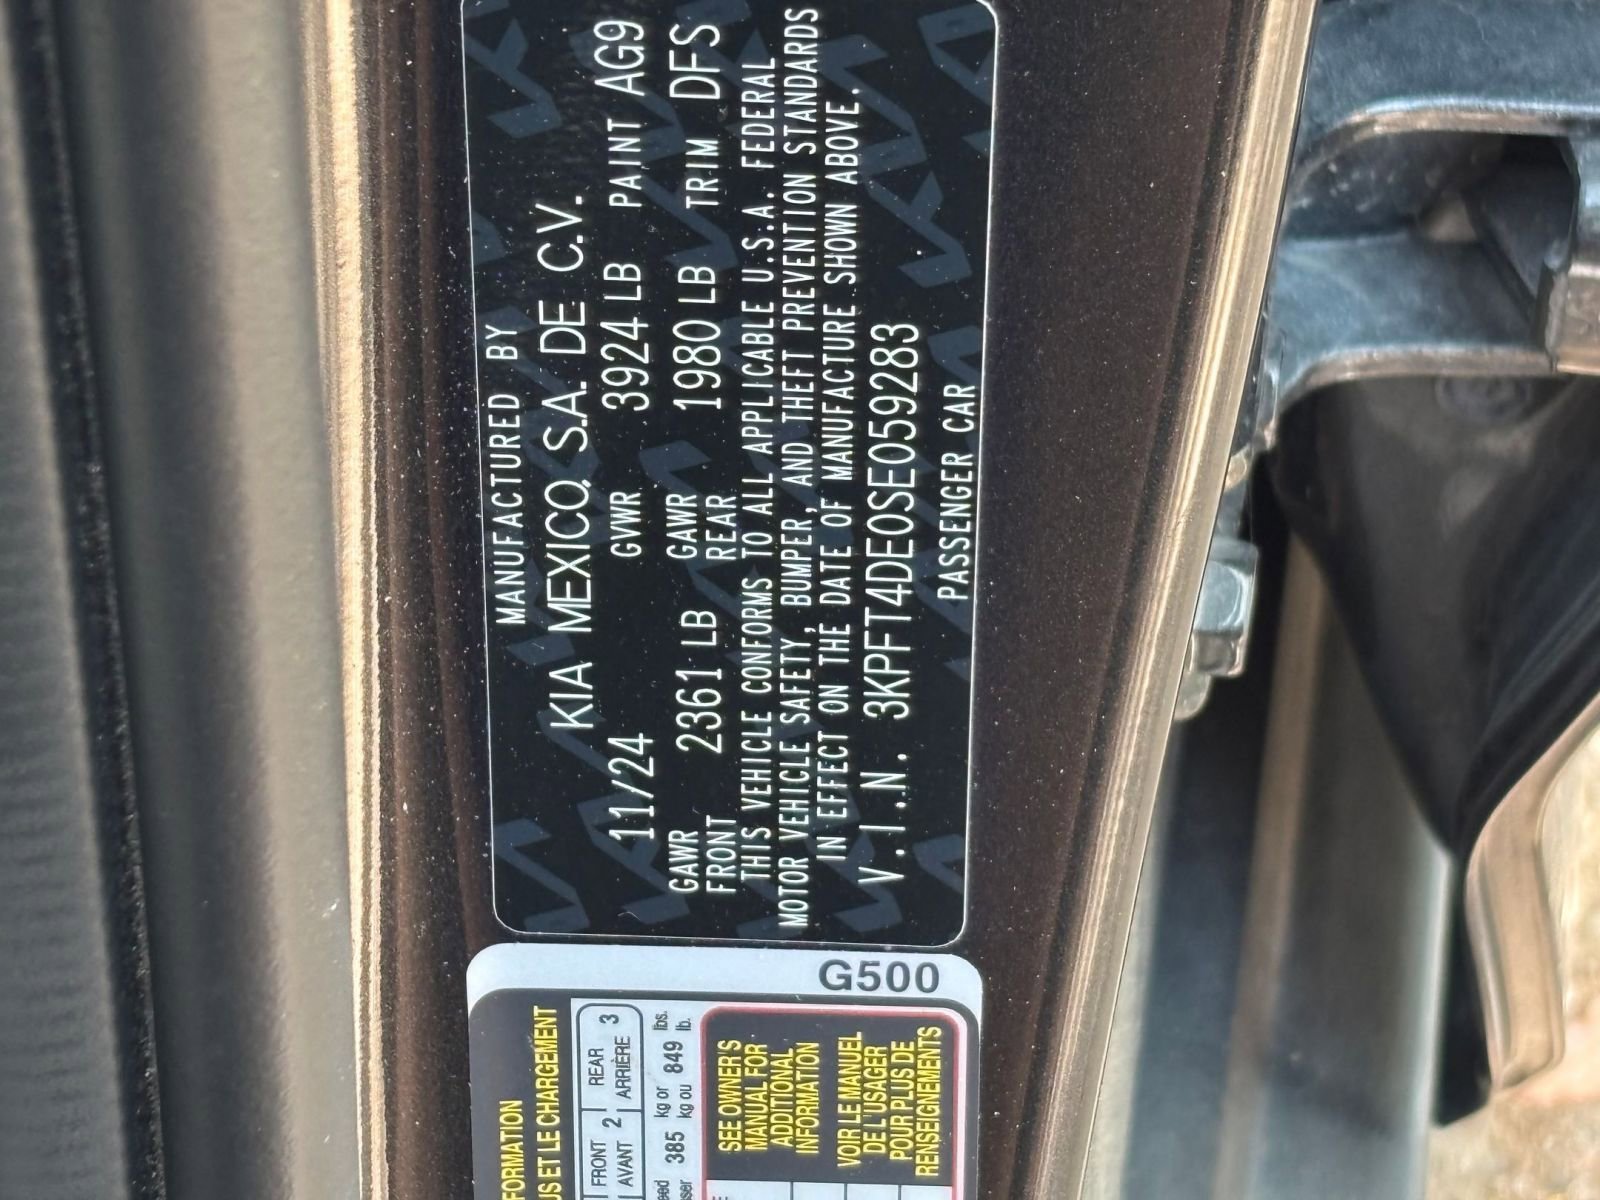 MANUFACTURED BY
KIA MEXICO, S.A. DE C.V.
11/24 GVWR 3924 LB PAINT AG9
GAWR FRONT 2361 LB GAWR REAR 1980 LB TRIM DFS
THIS VEHICLE CONFORMS TO ALL APPLICABLE U.S.A. FEDERAL
MOTOR VEHICLE SAFETY, BUMPER, AND THEFT PREVENTION STANDARDS
IN EFFECT ON THE DATE OF MANUFACTURE SHOWN ABOVE.
V.I.N. 3KPFT4DE0SE059283
PASSENGER CAR
FORMATION
US ET LE CHARGEMENT
FRONT 2 REAR 3
AVANT ARRIÈRE
385 kg or 849 lbs.
kg ou lb.
SEE OWNER'S
MANUAL FOR
ADDITIONAL
INFORMATION
VOIR LE MANUEL
DE L'USAGER
POUR PLUS DE
RENSEIGNEMENTS
G500